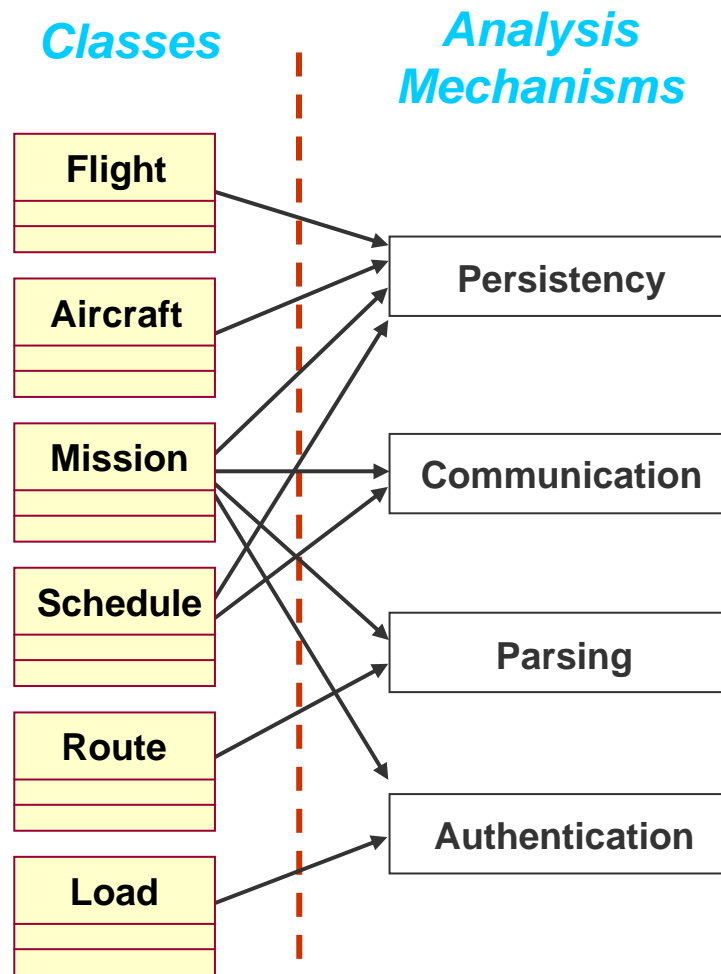 Classes
Analysis
Mechanisms
Flight
Aircraft
Mission
Schedule
Route
Load
Persistency
Communication
Parsing
Authentication